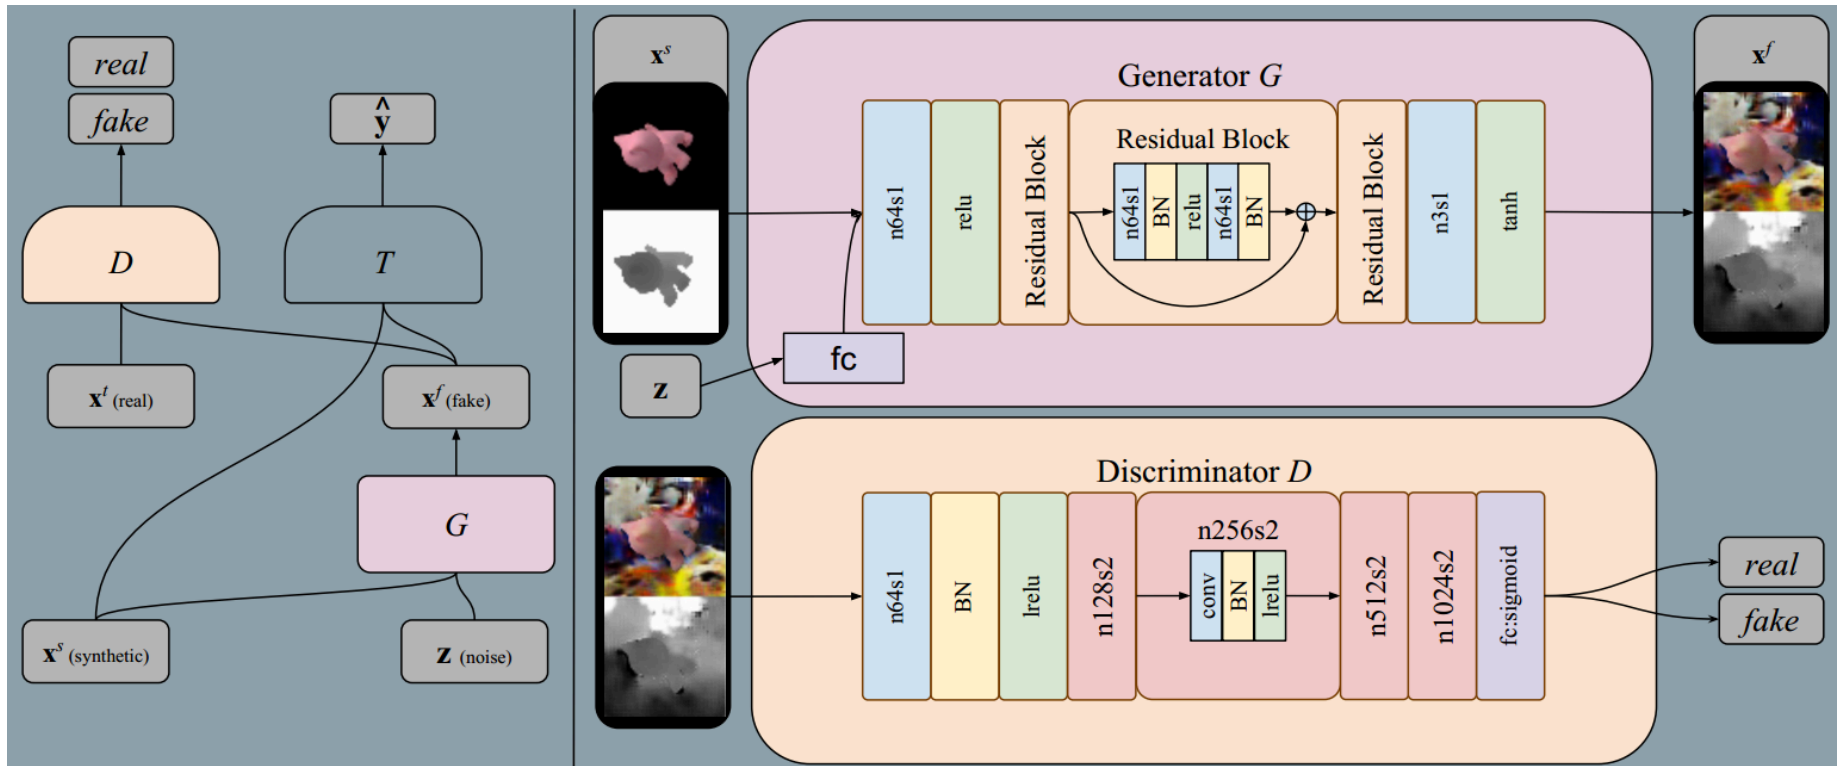 real
fake
ŷ
D
T
xᵗ (real)
xᶠ (fake)
G
xˢ (synthetic)
z (noise)
xˢ
z
Generator G
fc
n64s1
relu
Residual Block
Residual Block
n64s1
BN
relu
n64s1
BN
Residual Block
n3s1
tanh
xᶠ
Discriminator D
n64s1
BN
lrelu
n128s2
n256s2
conv
BN
lrelu
n512s2
n1024s2
fc:sigmoid
real
fake